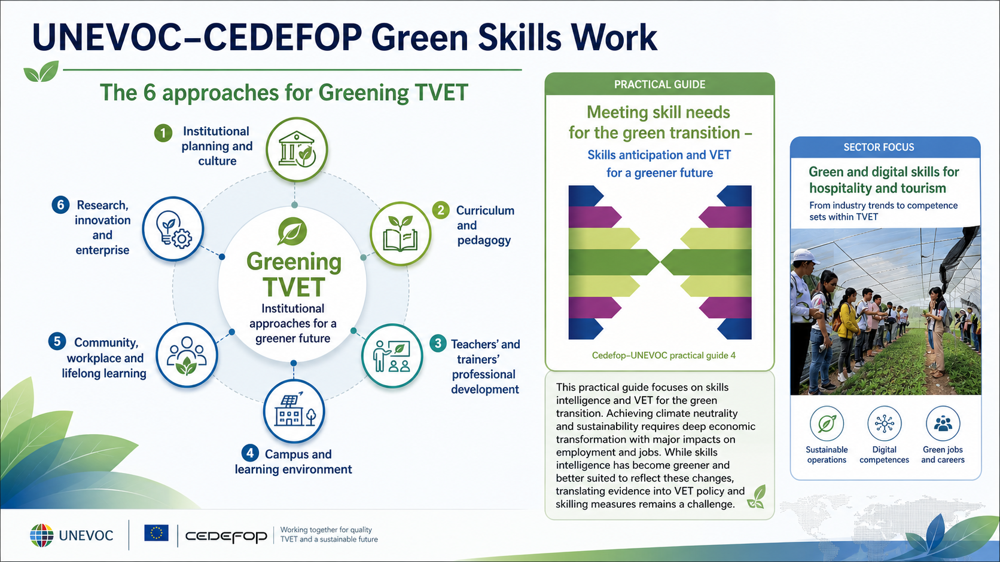 UNEVOC–CEDEFOP Green Skills Work
The 6 approaches for Greening TVET
1
Institutional
planning and
culture
2
Curriculum
and
pedagogy
3
Teachers' and
trainers'
professional
development
4
Campus and
learning environment
5
Community,
workplace and
lifelong learning
6
Research,
innovation
and
enterprise
Greening
TVET
Institutional
approaches for a
greener future
PRACTICAL GUIDE
Meeting skill needs
for the green transition –
Skills anticipation and VET
for a greener future
Cedefop–UNEVOC practical guide 4
This practical guide focuses on skills
intelligence and VET for the green
transition. Achieving climate neutrality
and sustainability requires deep economic
transformation with major impacts on
employment and jobs. While skills
intelligence has become greener and
better suited to reflect these changes,
translating evidence into VET policy and
skilling measures remains a challenge.
SECTOR FOCUS
Green and digital skills for
hospitality and tourism
From industry trends to competence
sets within TVET
Sustainable
operations
Digital
competences
Green jobs
and careers
UNEVOC
CEDEFOP
Working together for quality
TVET and a sustainable future